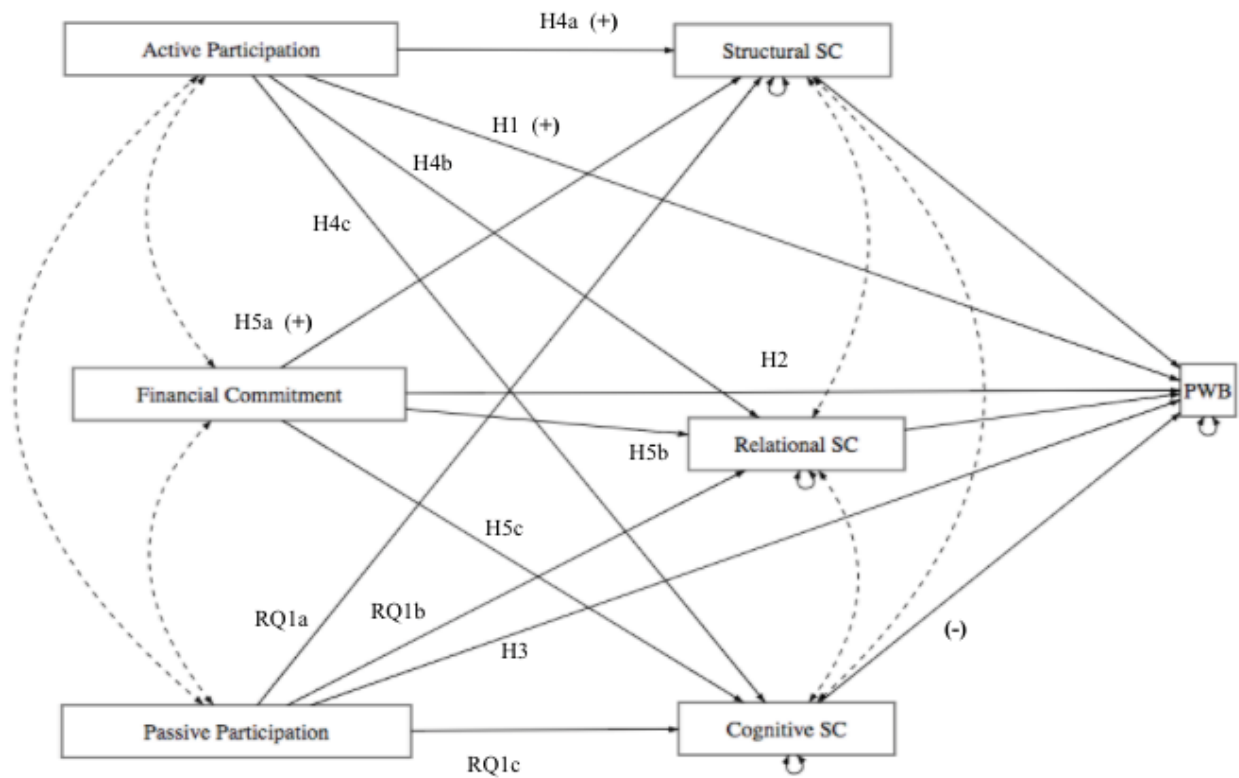 H4a (+)
Active Participation
Structural SC
H1 (+)
H4b
H4c
H5a (+)
H2
Financial Commitment
PWB
Relational SC
H5b
H5c
RQ1a
RQ1b
H3
(-)
Passive Participation
Cognitive SC
RQ1c